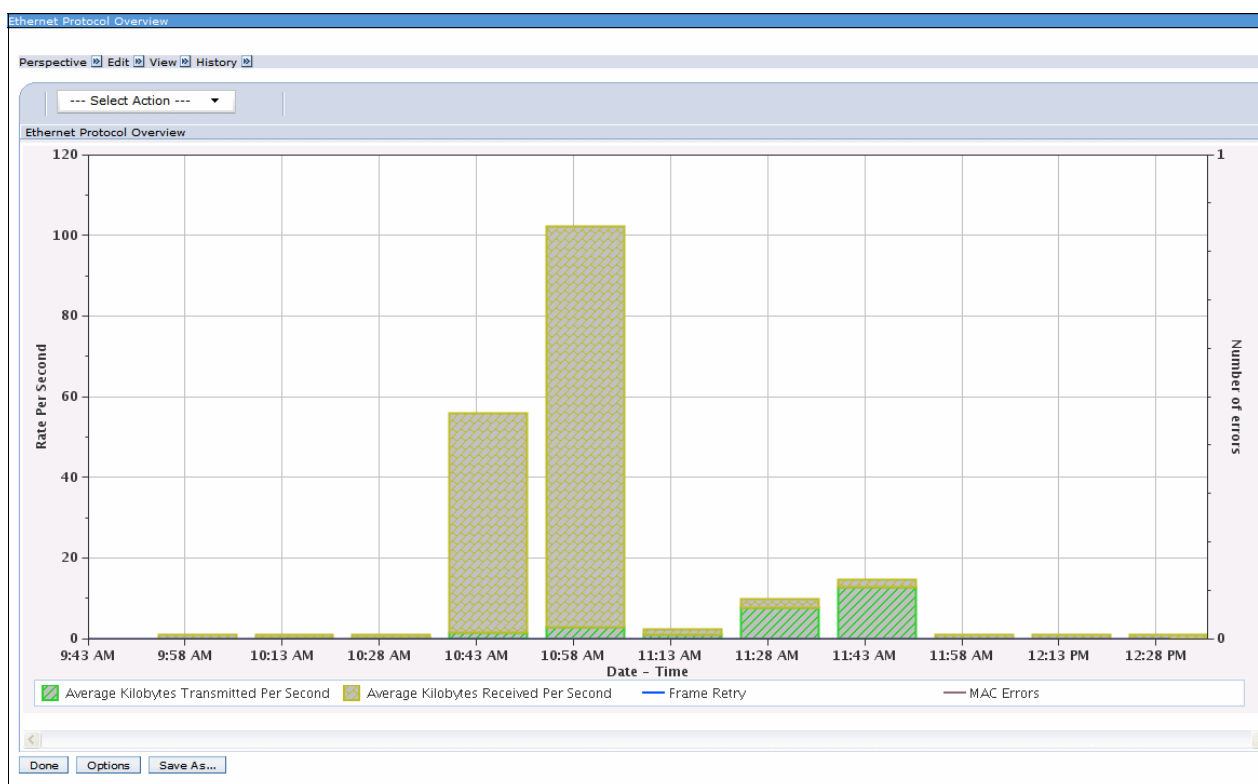 Ethernet Protocol Overview
Perspective Edit View History
--- Select Action ---
Ethernet Protocol Overview
120
100
80
60
40
20
0
Rate Per Second
1
0
Number of errors
9:43 AM 9:58 AM 10:13 AM 10:28 AM 10:43 AM 10:58 AM 11:13 AM 11:28 AM 11:43 AM 11:58 AM 12:13 PM 12:28 PM
Date - Time
Average Kilobytes Transmitted Per Second Average Kilobytes Received Per Second Frame Retry MAC Errors
Done Options Save As...